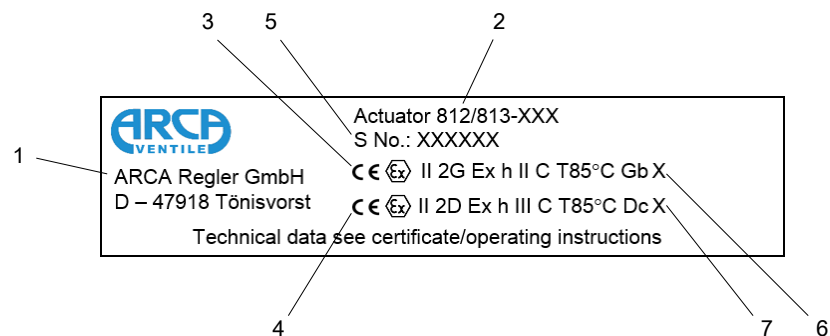 3 5 2
ARCA
VENTILE
Actuator 812/813-XXX
S No.: XXXXXX
1
ARCA Regler GmbH
D – 47918 Tönisvorst
CE Ex II 2G Ex h II C T85°C Gb X
CE Ex II 2D Ex h III C T85°C Dc X
Technical data see certificate/operating instructions
4 7 6